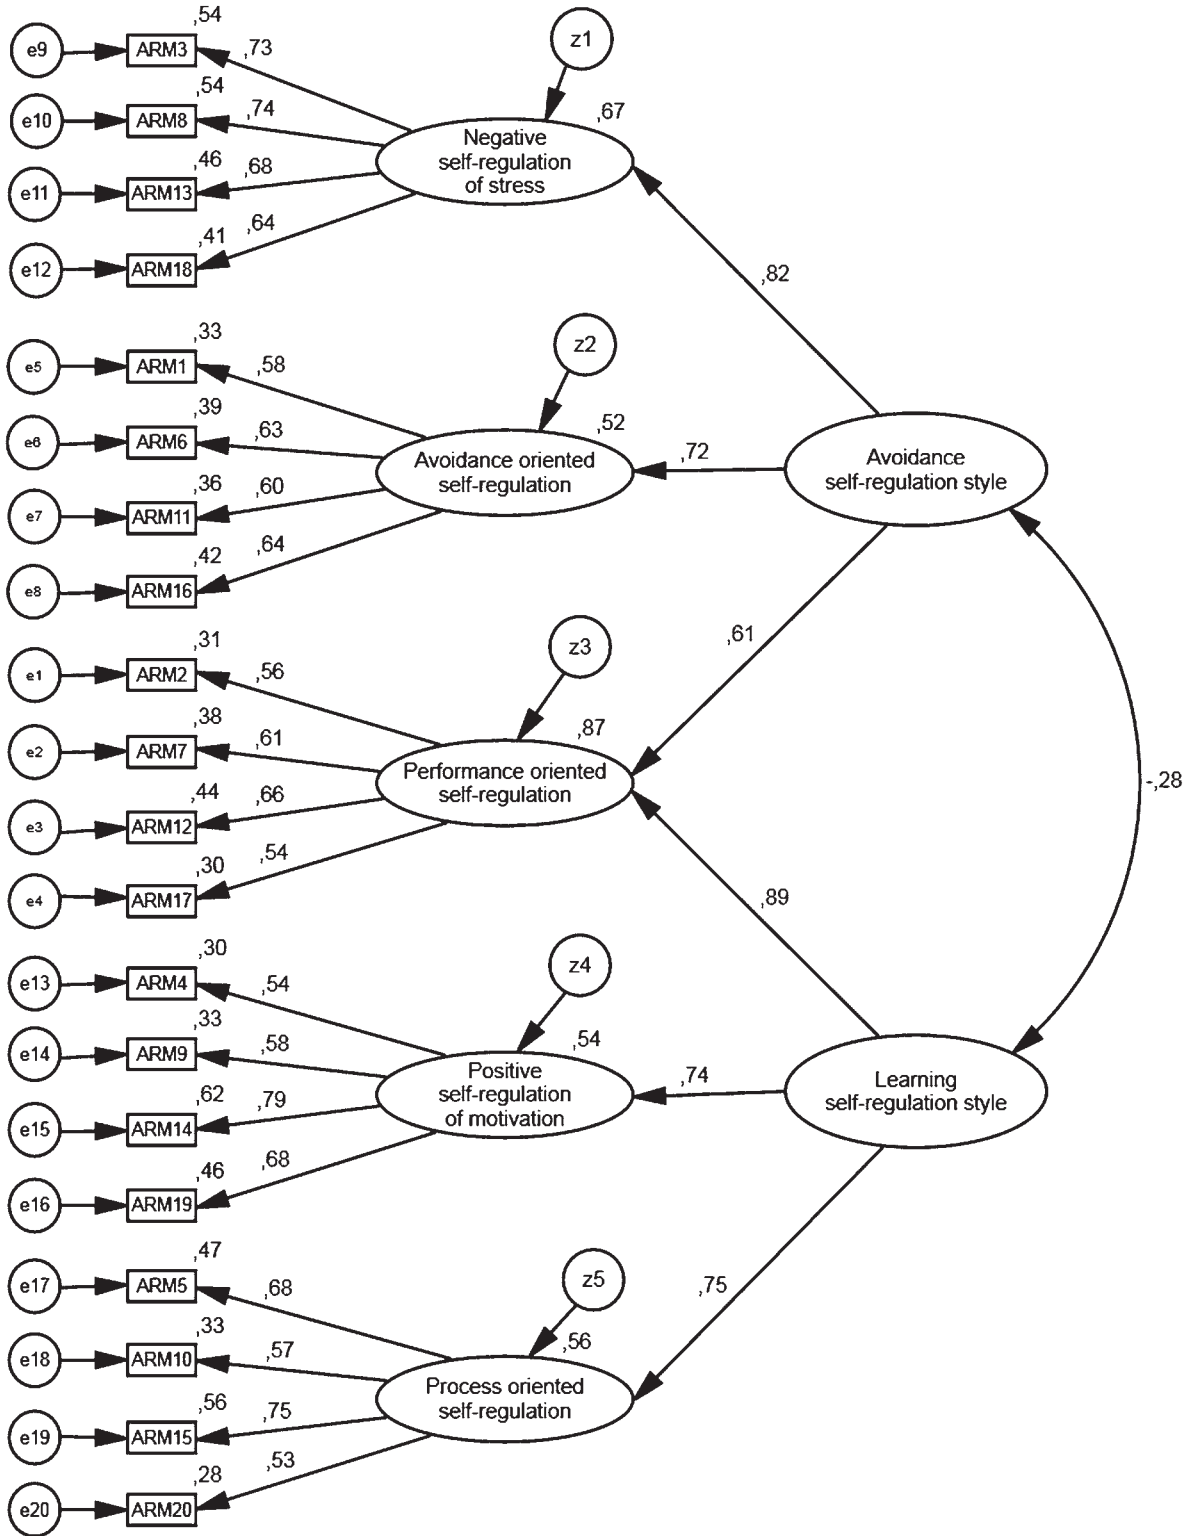 ,54
e9
ARM3
,73
z1
,54
e10
ARM8
,74
,67
Negative
self-regulation
of stress
,46
e11
ARM13
,68
,41
e12
ARM18
,64
,82
,33
e5
ARM1
,58
z2
,39
e6
ARM6
,63
,52
Avoidance oriented
self-regulation
,72
Avoidance
self-regulation style
,36
e7
ARM11
,60
,42
e8
ARM16
,64
,31
e1
ARM2
,56
z3
,61
,38
e2
ARM7
,61
,87
Performance oriented
self-regulation
-,28
,44
e3
ARM12
,66
,30
e4
ARM17
,54
,89
,30
e13
ARM4
,54
z4
,33
e14
ARM9
,58
,54
Positive
self-regulation
of motivation
,74
Learning
self-regulation style
,62
e15
ARM14
,79
,46
e16
ARM19
,68
,47
e17
ARM5
,68
z5
,75
,33
e18
ARM10
,57
,56
Process oriented
self-regulation
,56
e19
ARM15
,75
,28
e20
ARM20
,53